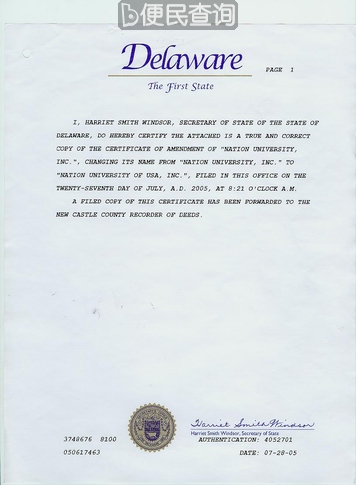 便民查询
Delaware
PAGE 1
The First State
I, HARRIET SMITH WINDSOR, SECRETARY OF STATE OF THE STATE OF
DELAWARE, DO HEREBY CERTIFY THE ATTACHED IS A TRUE AND CORRECT
COPY OF THE CERTIFICATE OF AMENDMENT OF "NATION UNIVERSITY,
INC.", CHANGING ITS NAME FROM "NATION UNIVERSITY, INC." TO
"NATION UNIVERSITY OF USA, INC.", FILED IN THIS OFFICE ON THE
TWENTY-SEVENTH DAY OF JULY, A.D. 2005, AT 8:21 O'CLOCK A.M.
A FILED COPY OF THIS CERTIFICATE HAS BEEN FORWARDED TO THE
NEW CASTLE COUNTY RECORDER OF DEEDS.
Harriet Smith Windsor
Harriet Smith Windsor, Secretary of State
3748676 8100
AUTHENTICATION: 4052701
050617463
DATE: 07-28-05